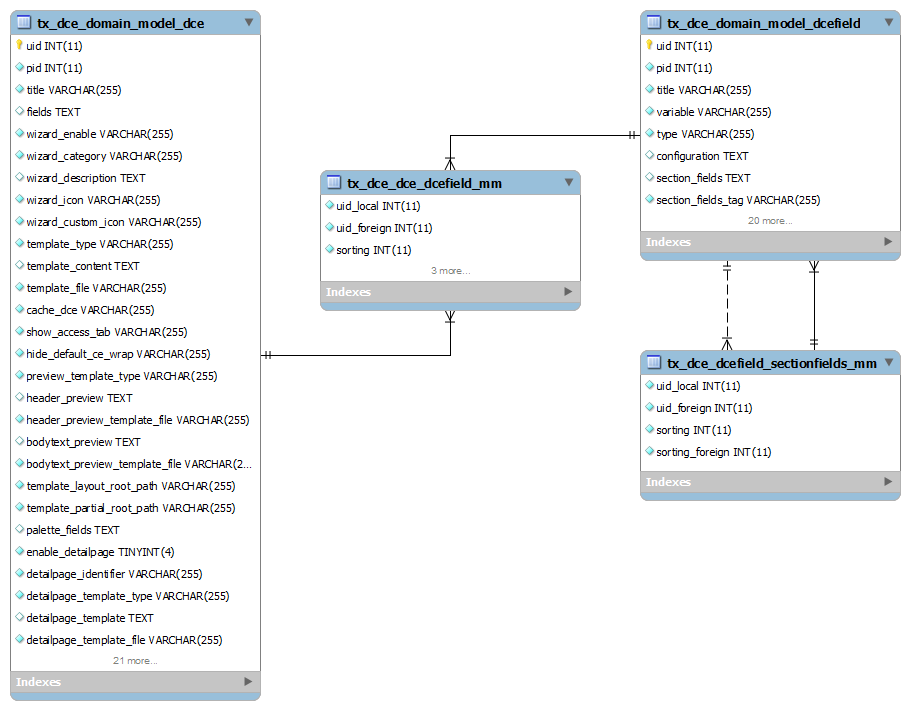 tx_dce_domain_model_dce
uid INT(11)
pid INT(11)
title VARCHAR(255)
fields TEXT
wizard_enable VARCHAR(255)
wizard_category VARCHAR(255)
wizard_description TEXT
wizard_icon VARCHAR(255)
wizard_custom_icon VARCHAR(255)
template_type VARCHAR(255)
template_content TEXT
template_file VARCHAR(255)
cache_dce VARCHAR(255)
show_access_tab VARCHAR(255)
hide_default_ce_wrap VARCHAR(255)
preview_template_type VARCHAR(255)
header_preview TEXT
header_preview_template_file VARCHAR(255)
bodytext_preview TEXT
bodytext_preview_template_file VARCHAR(2...
template_layout_root_path VARCHAR(255)
template_partial_root_path VARCHAR(255)
palette_fields TEXT
enable_detailpage TINYINT(4)
detailpage_identifier VARCHAR(255)
detailpage_template_type VARCHAR(255)
detailpage_template TEXT
detailpage_template_file VARCHAR(255)
21 more...
Indexes
tx_dce_dce_dcefield_mm
uid_local INT(11)
uid_foreign INT(11)
sorting INT(11)
3 more...
Indexes
tx_dce_domain_model_dcefield
uid INT(11)
pid INT(11)
title VARCHAR(255)
variable VARCHAR(255)
type VARCHAR(255)
configuration TEXT
section_fields TEXT
section_fields_tag VARCHAR(255)
20 more...
Indexes
tx_dce_dcefield_sectionfields_mm
uid_local INT(11)
uid_foreign INT(11)
sorting INT(11)
sorting_foreign INT(11)
Indexes